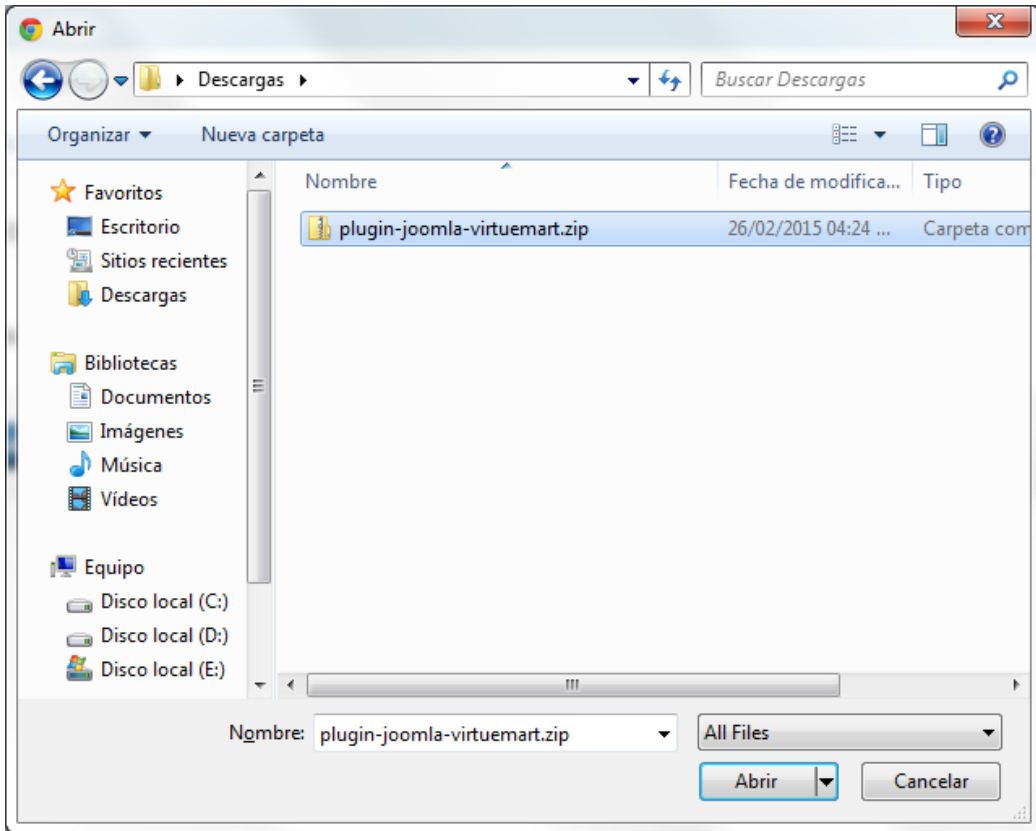 Abrir
Descargas
Buscar Descargas
Organizar
Nueva carpeta
Nombre
Fecha de modifica...
Tipo
plugin-joomla-virtuemart.zip
26/02/2015 04:24 ...
Carpeta com
Favoritos
Escritorio
Sitios recientes
Descargas
Bibliotecas
Documentos
Imágenes
Música
Vídeos
Equipo
Disco local (C:)
Disco local (D:)
Disco local (E:)
Nombre:
plugin-joomla-virtuemart.zip
All Files
Abrir
Cancelar